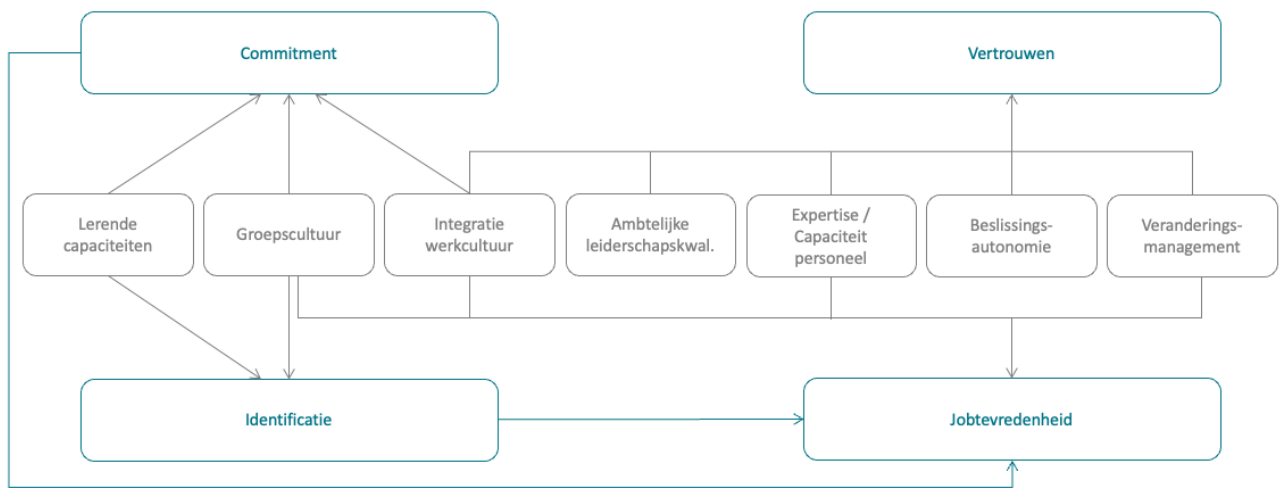 Commitment
Vertrouwen
Lerende
capaciteiten
Groepscultuur
Integratie
werkcultuur
Ambtelijke
leiderschapskwal.
Expertise /
Capaciteit
personeel
Beslissings-
autonomie
Veranderings-
management
Identificatie
Jobtevredenheid